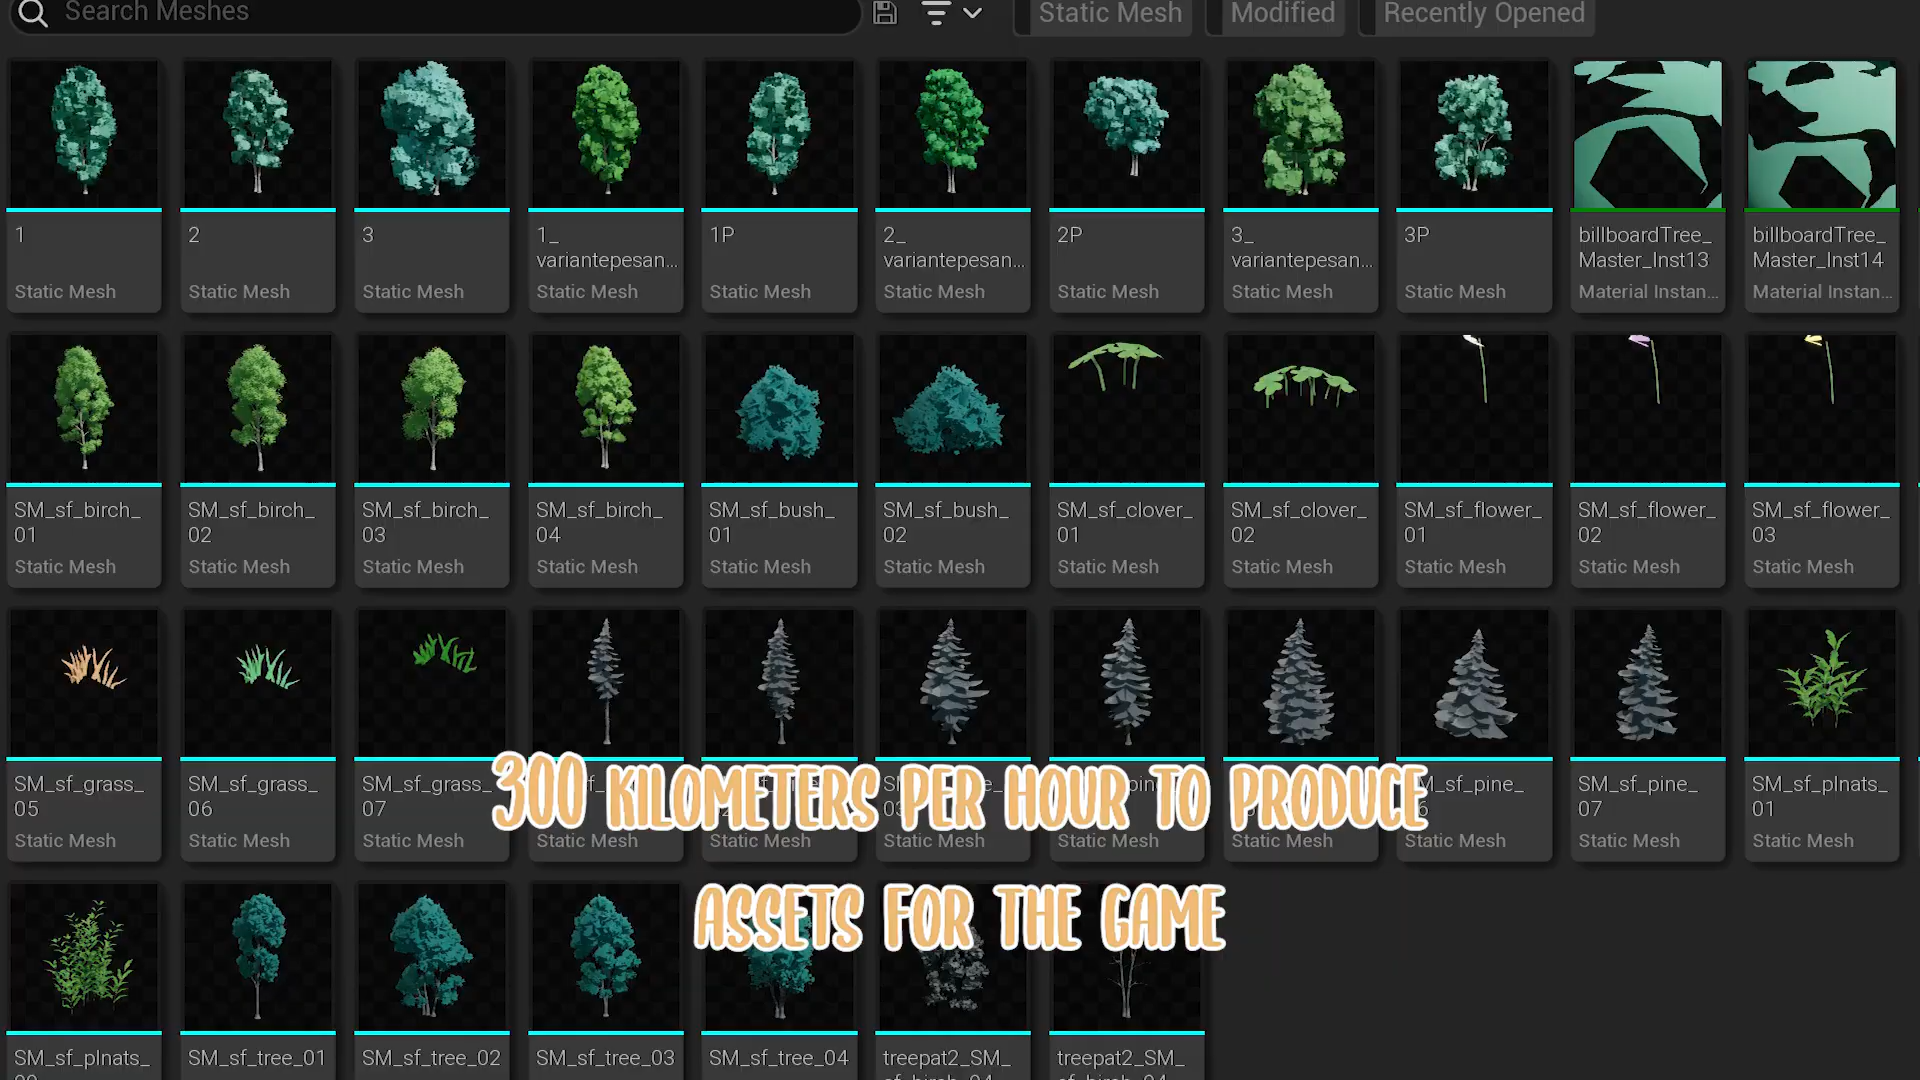 Search Meshes
Static Mesh
Modified
Recently Opened
1
Static Mesh
2
Static Mesh
3
Static Mesh
1_
variantepesan...
Static Mesh
1P
Static Mesh
2_
variantepesan...
Static Mesh
2P
Static Mesh
3_
variantepesan...
Static Mesh
3P
Static Mesh
billboardTree_
Master_Inst13
Material Instan...
billboardTree_
Master_Inst14
Material Instan...
SM_sf_birch_
01
Static Mesh
SM_sf_birch_
02
Static Mesh
SM_sf_birch_
03
Static Mesh
SM_sf_birch_
04
Static Mesh
SM_sf_bush_
01
Static Mesh
SM_sf_bush_
02
Static Mesh
SM_sf_clover_
01
Static Mesh
SM_sf_clover_
02
Static Mesh
SM_sf_flower_
01
Static Mesh
SM_sf_flower_
02
Static Mesh
SM_sf_flower_
03
Static Mesh
SM_sf_grass_
05
Static Mesh
SM_sf_grass_
06
Static Mesh
SM_sf_grass_
07
Static Mesh
Static Mesh
Static Mesh
Static Mesh
Static Mesh
Static Mesh
Static Mesh
SM_sf_pine_
07
Static Mesh
SM_sf_plnats_
01
Static Mesh
300 KILOMETERS PER HOUR TO PRODUCE
ASSETS FOR THE GAME
SM_sf_plnats_
SM_sf_tree_01
SM_sf_tree_02
SM_sf_tree_03
SM_sf_tree_04
treepat2_SM_
treepat2_SM_